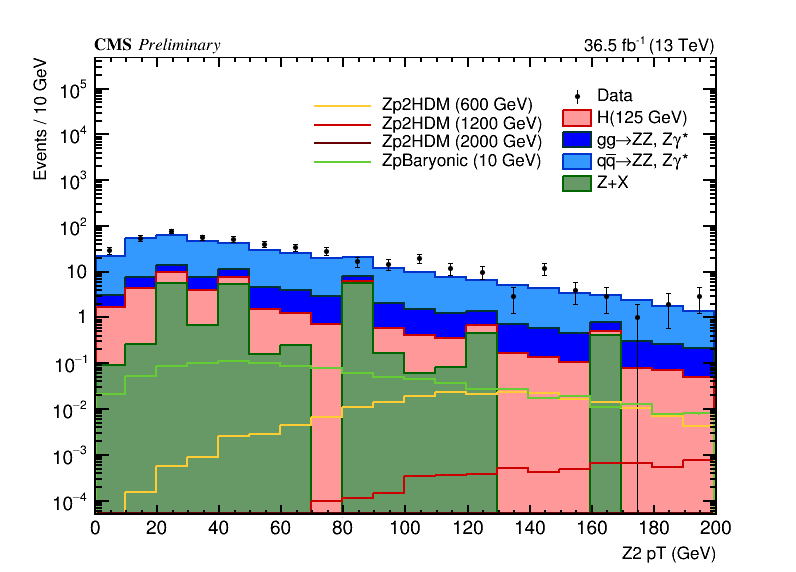 CMS Preliminary 36.5 fb⁻¹ (13 TeV)
Events / 10 GeV
Zp2HDM (600 GeV)
Zp2HDM (1200 GeV)
Zp2HDM (2000 GeV)
ZpBaryonic (10 GeV)
Data
H(125 GeV)
gg→ZZ, Zγ*
qq̅→ZZ, Zγ*
Z+X
10⁵
10⁴
10³
10²
10
1
10⁻¹
10⁻²
10⁻³
10⁻⁴
0 20 40 60 80 100 120 140 160 180 200
Z2 pT (GeV)